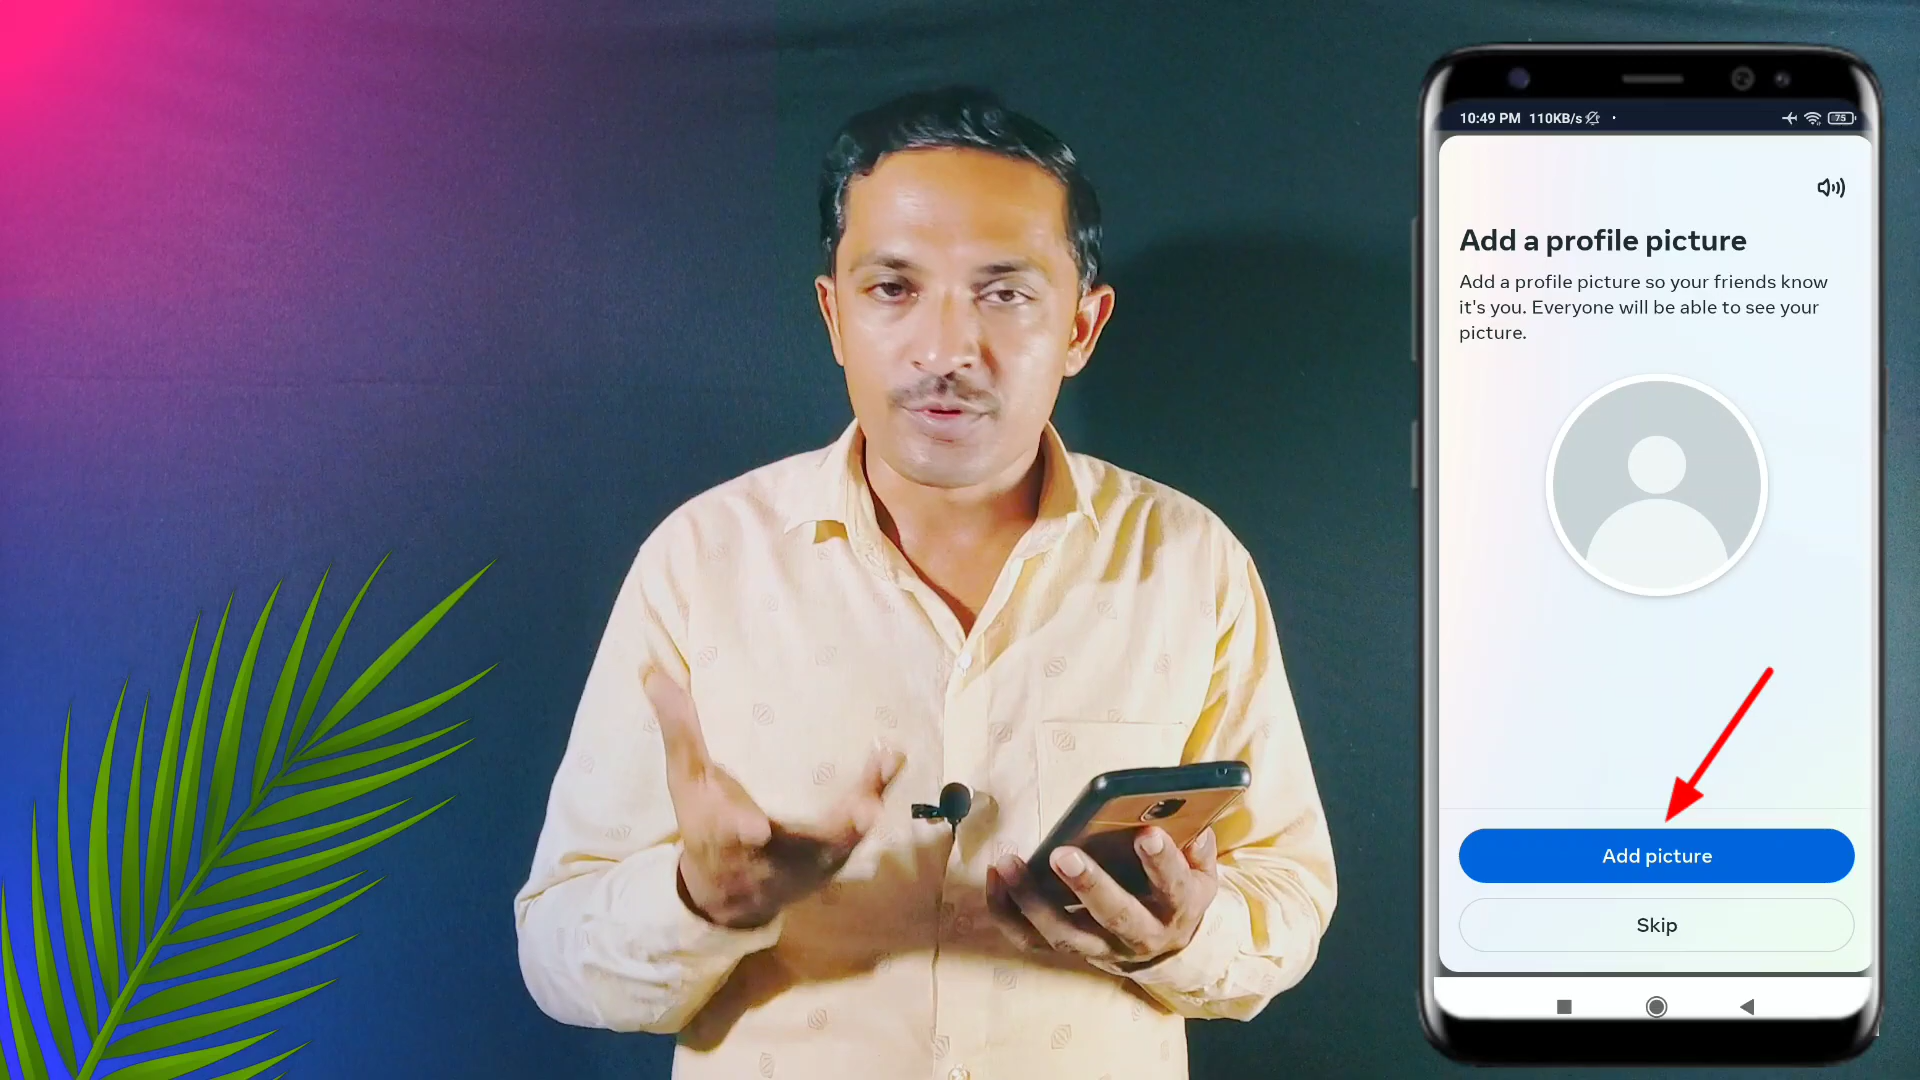 10:49 PM 110KB/s
75
Add a profile picture
Add a profile picture so your friends know
it's you. Everyone will be able to see your
picture.
Add picture
Skip